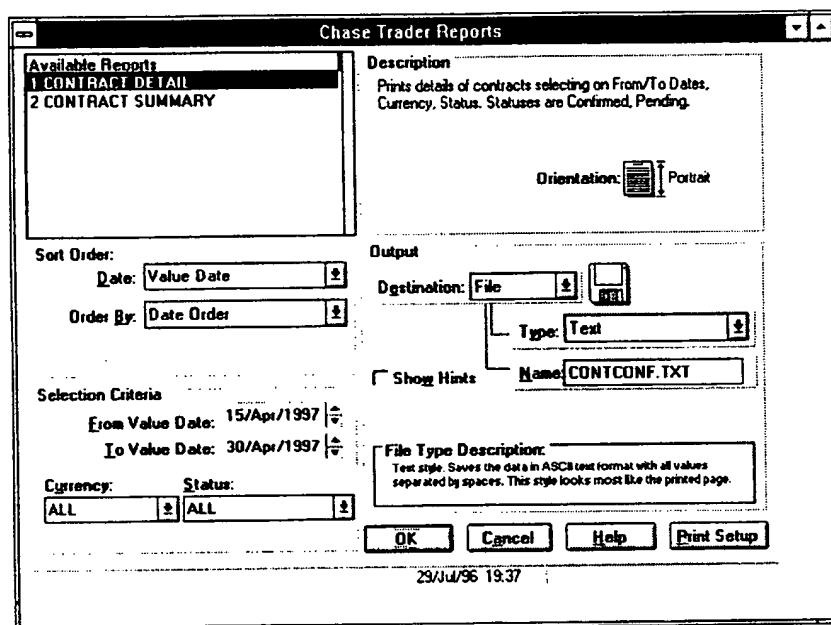 Chase Trader Reports
Available Reports
1 CONTRACT DETAIL
2 CONTRACT SUMMARY
Description
Prints details of contracts selecting on From/To Dates,
Currency, Status. Statuses are Confirmed, Pending.
Orientation: Portrait
Sort Order:
Date: Value Date
Order By: Date Order
Output
Destination: File
Type: Text
Show Hints
Name: CONTCONF.TXT
Selection Criteria
From Value Date: 15/Apr/1997
To Value Date: 30/Apr/1997
Currency: Status:
ALL ALL
File Type Description:
Text style. Saves the data in ASCII text format with all values
separated by spaces. This style looks most like the printed page.
OK Cancel Help Print Setup
29/Jul/96 19:37